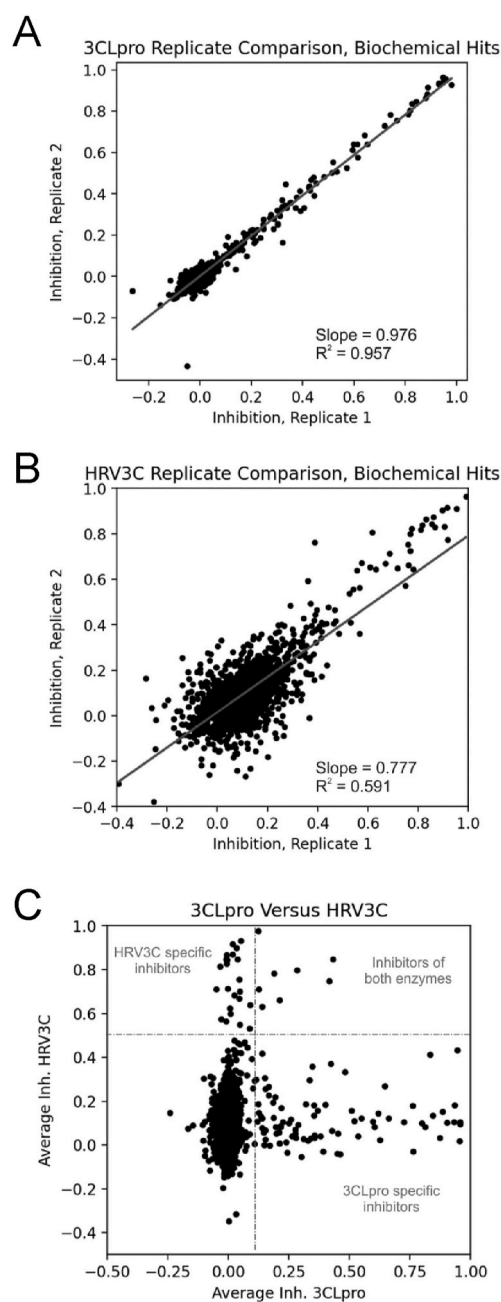 A
3CLpro Replicate Comparison, Biochemical Hits
1.0
0.8
0.6
0.4
0.2
0.0
−0.2
−0.4
Inhibition, Replicate 2
Slope = 0.976
R² = 0.957
−0.2 0.0 0.2 0.4 0.6 0.8 1.0
Inhibition, Replicate 1
B
HRV3C Replicate Comparison, Biochemical Hits
1.0
0.8
0.6
0.4
0.2
0.0
−0.2
−0.4
Inhibition, Replicate 2
Slope = 0.777
R² = 0.591
−0.4 −0.2 0.0 0.2 0.4 0.6 0.8 1.0
Inhibition, Replicate 1
C
3CLpro Versus HRV3C
1.0
0.8
0.6
0.4
0.2
0.0
−0.2
−0.4
Average Inh. HRV3C
HRV3C specific
inhibitors
Inhibitors of
both enzymes
3CLpro specific
inhibitors
−0.50 −0.25 0.00 0.25 0.50 0.75 1.00
Average Inh. 3CLpro